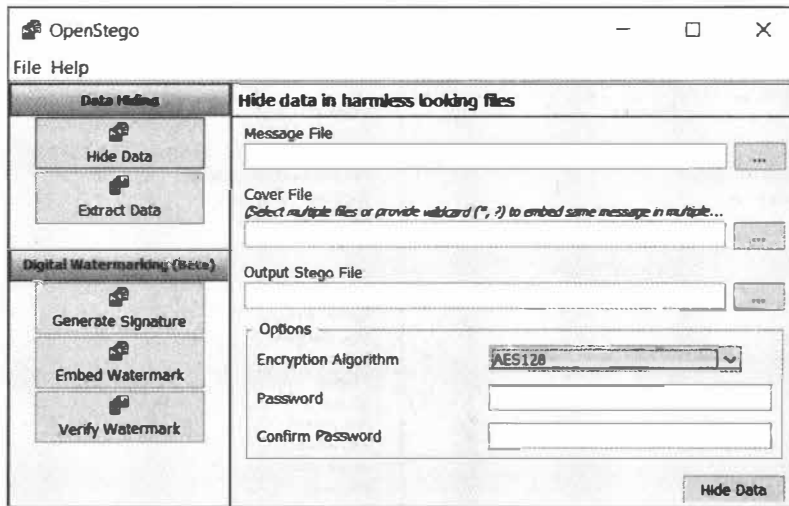 OpenStego
File Help
Data Hiding
Hide Data
Extract Data
Digital Watermarking (Beta)
Generate Signature
Embed Watermark
Verify Watermark
Hide data in harmless looking files
Message File
...
Cover File
(Select multiple files or provide wildcard (*, ?) to embed same message in multiple...
...
Output Stego File
...
Options
Encryption Algorithm
AES128
Password
Confirm Password
Hide Data